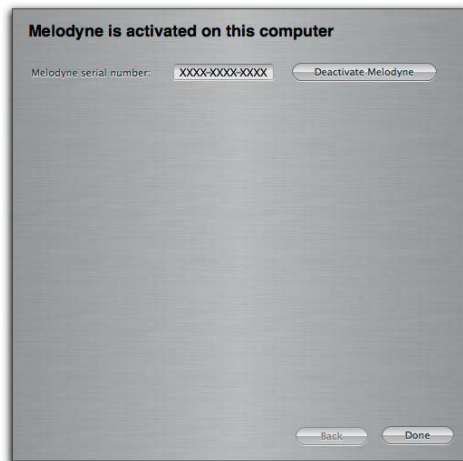 Melodyne is activated on this computer
Melodyne serial number: XXXX-XXXX-XXXX Deactivate Melodyne
Back Done